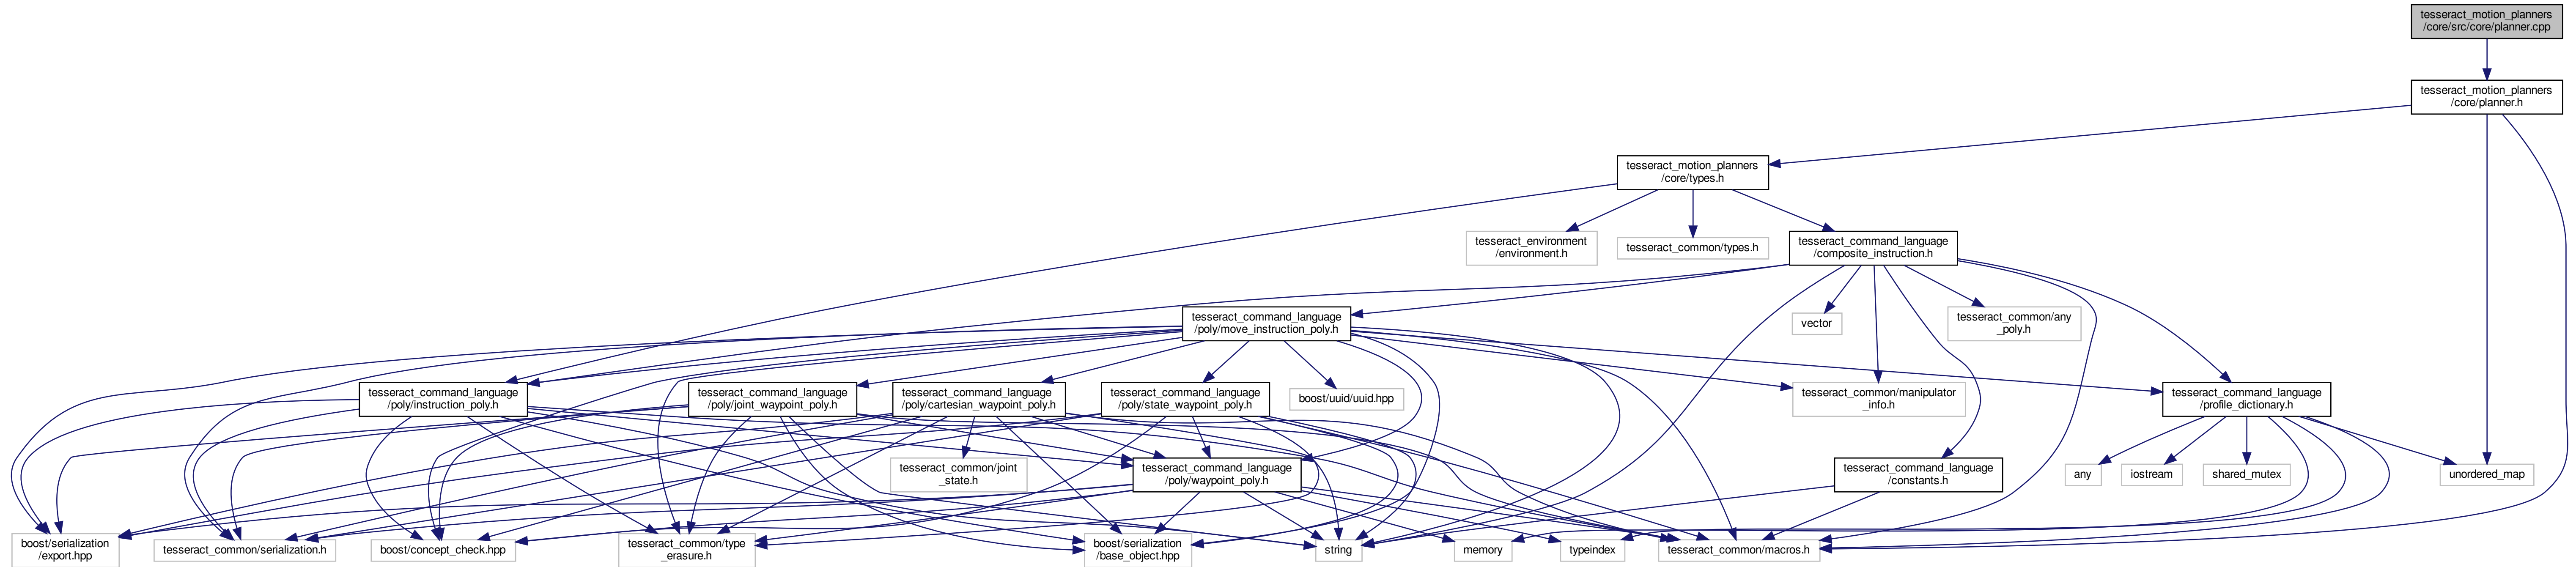 tesseract_motion_planners
/core/src/core/planner.cpp
tesseract_motion_planners
/core/planner.h
tesseract_motion_planners
/core/types.h
tesseract_environment
/environment.h
tesseract_common/types.h
tesseract_command_language
/composite_instruction.h
tesseract_command_language
/poly/move_instruction_poly.h
vector
tesseract_common/any
_poly.h
tesseract_command_language
/poly/instruction_poly.h
tesseract_command_language
/poly/joint_waypoint_poly.h
tesseract_command_language
/poly/cartesian_waypoint_poly.h
tesseract_command_language
/poly/state_waypoint_poly.h
boost/uuid/uuid.hpp
tesseract_common/manipulator
_info.h
tesseract_command_language
/profile_dictionary.h
tesseract_common/joint
_state.h
tesseract_command_language
/poly/waypoint_poly.h
tesseract_command_language
/constants.h
any
iostream
shared_mutex
unordered_map
boost/serialization
/export.hpp
tesseract_common/serialization.h
boost/concept_check.hpp
tesseract_common/type
_erasure.h
boost/serialization
/base_object.hpp
string
memory
typeindex
tesseract_common/macros.h